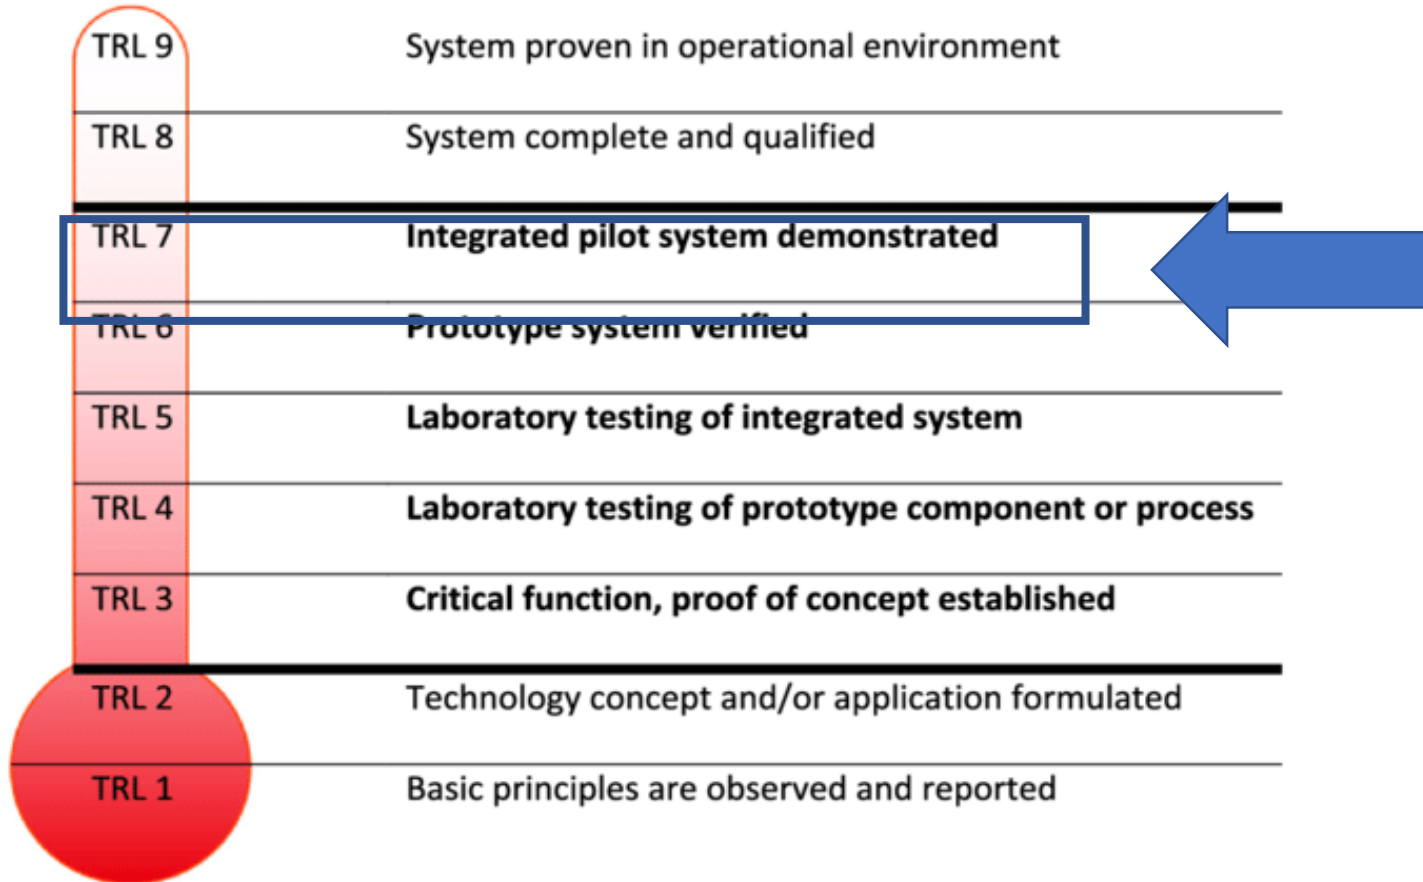 TRL 9 System proven in operational environment
TRL 8 System complete and qualified
TRL 7 Integrated pilot system demonstrated
TRL 6 Prototype system verified
TRL 5 Laboratory testing of integrated system
TRL 4 Laboratory testing of prototype component or process
TRL 3 Critical function, proof of concept established
TRL 2 Technology concept and/or application formulated
TRL 1 Basic principles are observed and reported